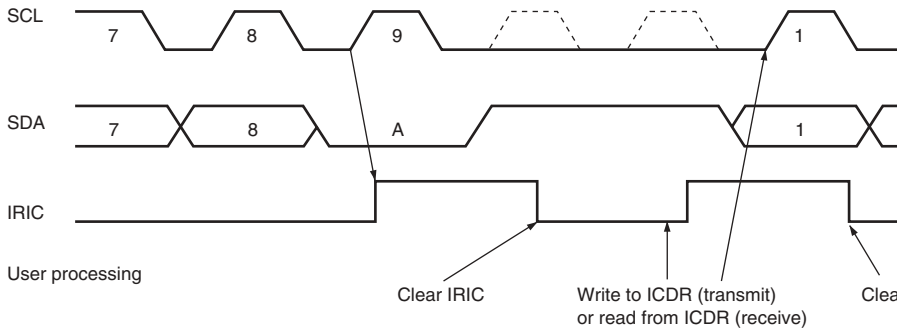 SCL
7 8 9 1
SDA
7 8 A 1
IRIC
User processing
Clear IRIC
Write to ICDR (transmit)
or read from ICDR (receive)
Clea